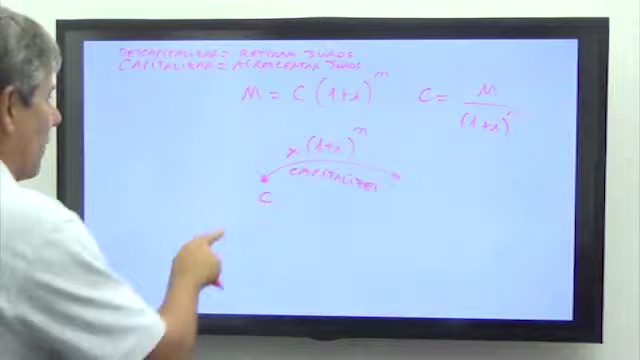 DESCAPITALIZAR = RETIRAR JUROS
CAPITALIZAR = ACRESCENTAR JUROS
M = C (1+i)^n
C = M / (1+i)
x (1+i)^n
CAPITALIZEI
C